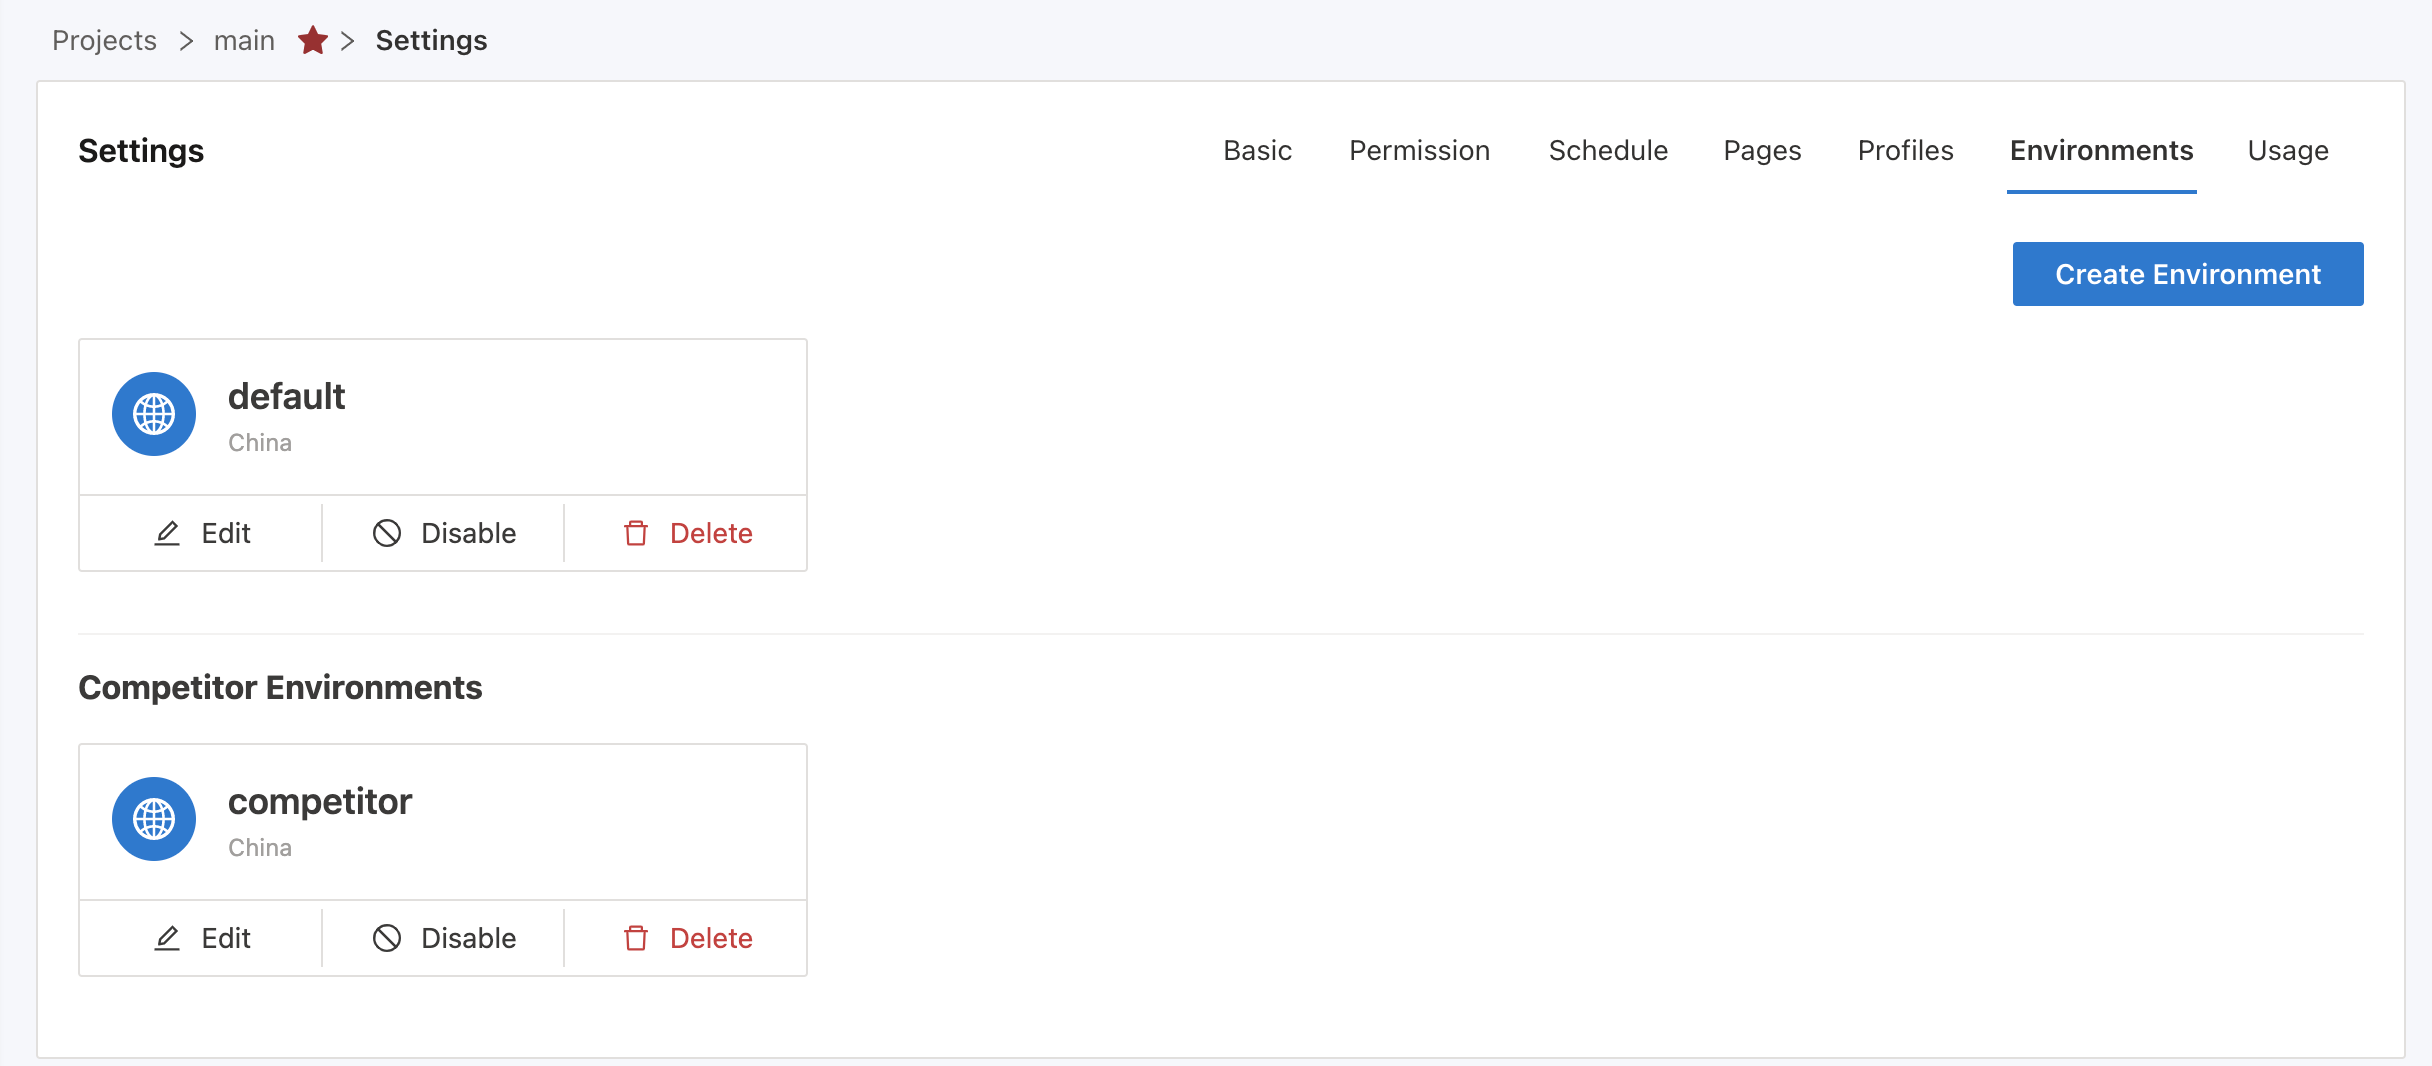 Projects > main > Settings
Settings
Basic Permission Schedule Pages Profiles Environments Usage
Create Environment
default
China
Edit Disable Delete
Competitor Environments
competitor
China
Edit Disable Delete